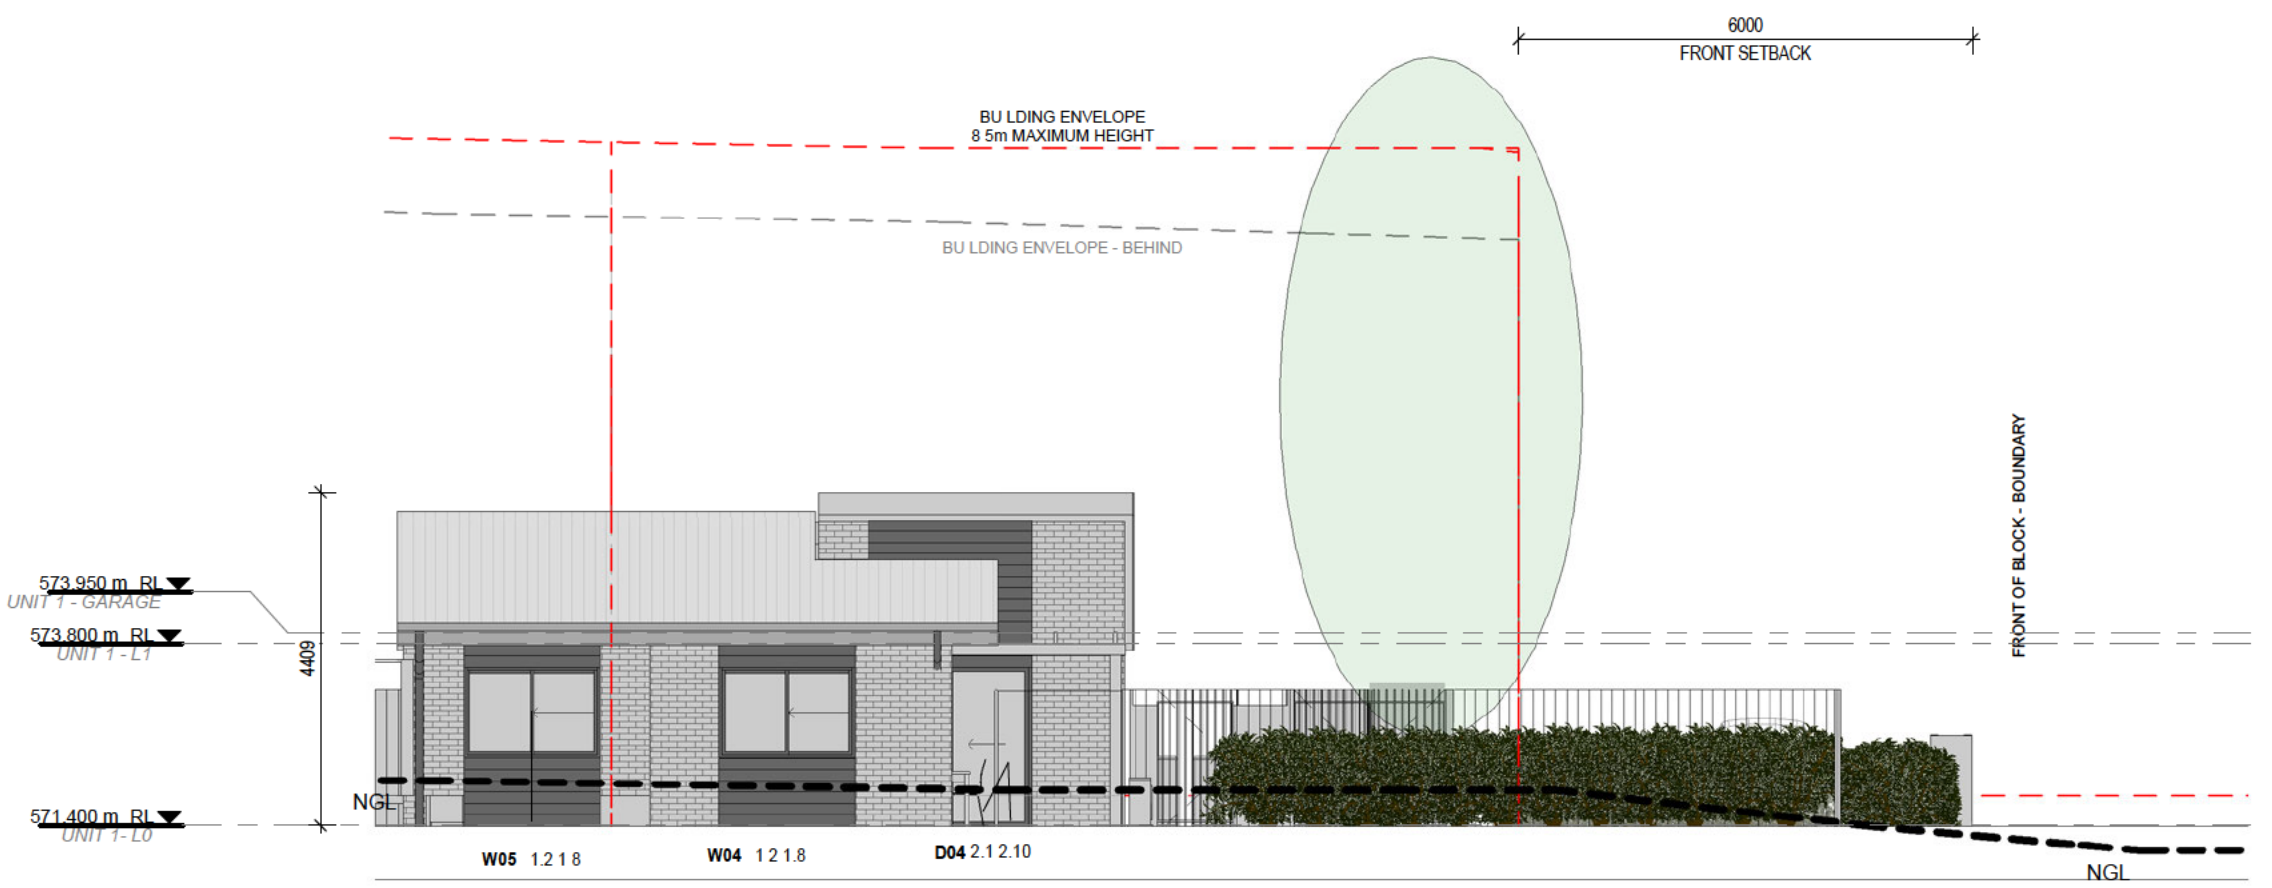 6000
FRONT SETBACK
BU LDING ENVELOPE
8 5m MAXIMUM HEIGHT
BU LDING ENVELOPE - BEHIND
FRONT OF BLOCK - BOUNDARY
573.950 m RL
UNIT 1 - GARAGE
573.800 m RL
UNIT 1 - L1
4409
NGL
571.400 m RL
UNIT 1 - L0
W05 1.2 1 8
W04 1 2 1.8
D04 2.1 2.10
NGL